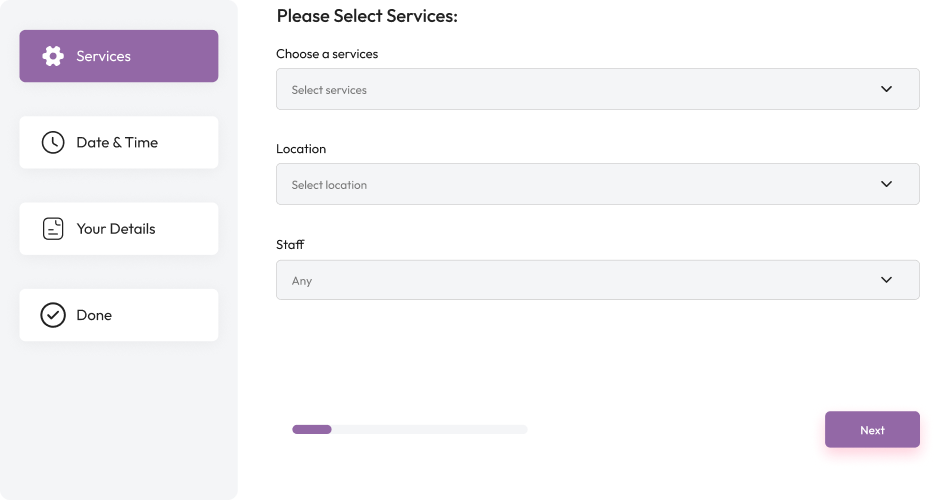 Services
Date & Time
Your Details
Done
Please Select Services:
Choose a services
Select services
Location
Select location
Staff
Any
Next